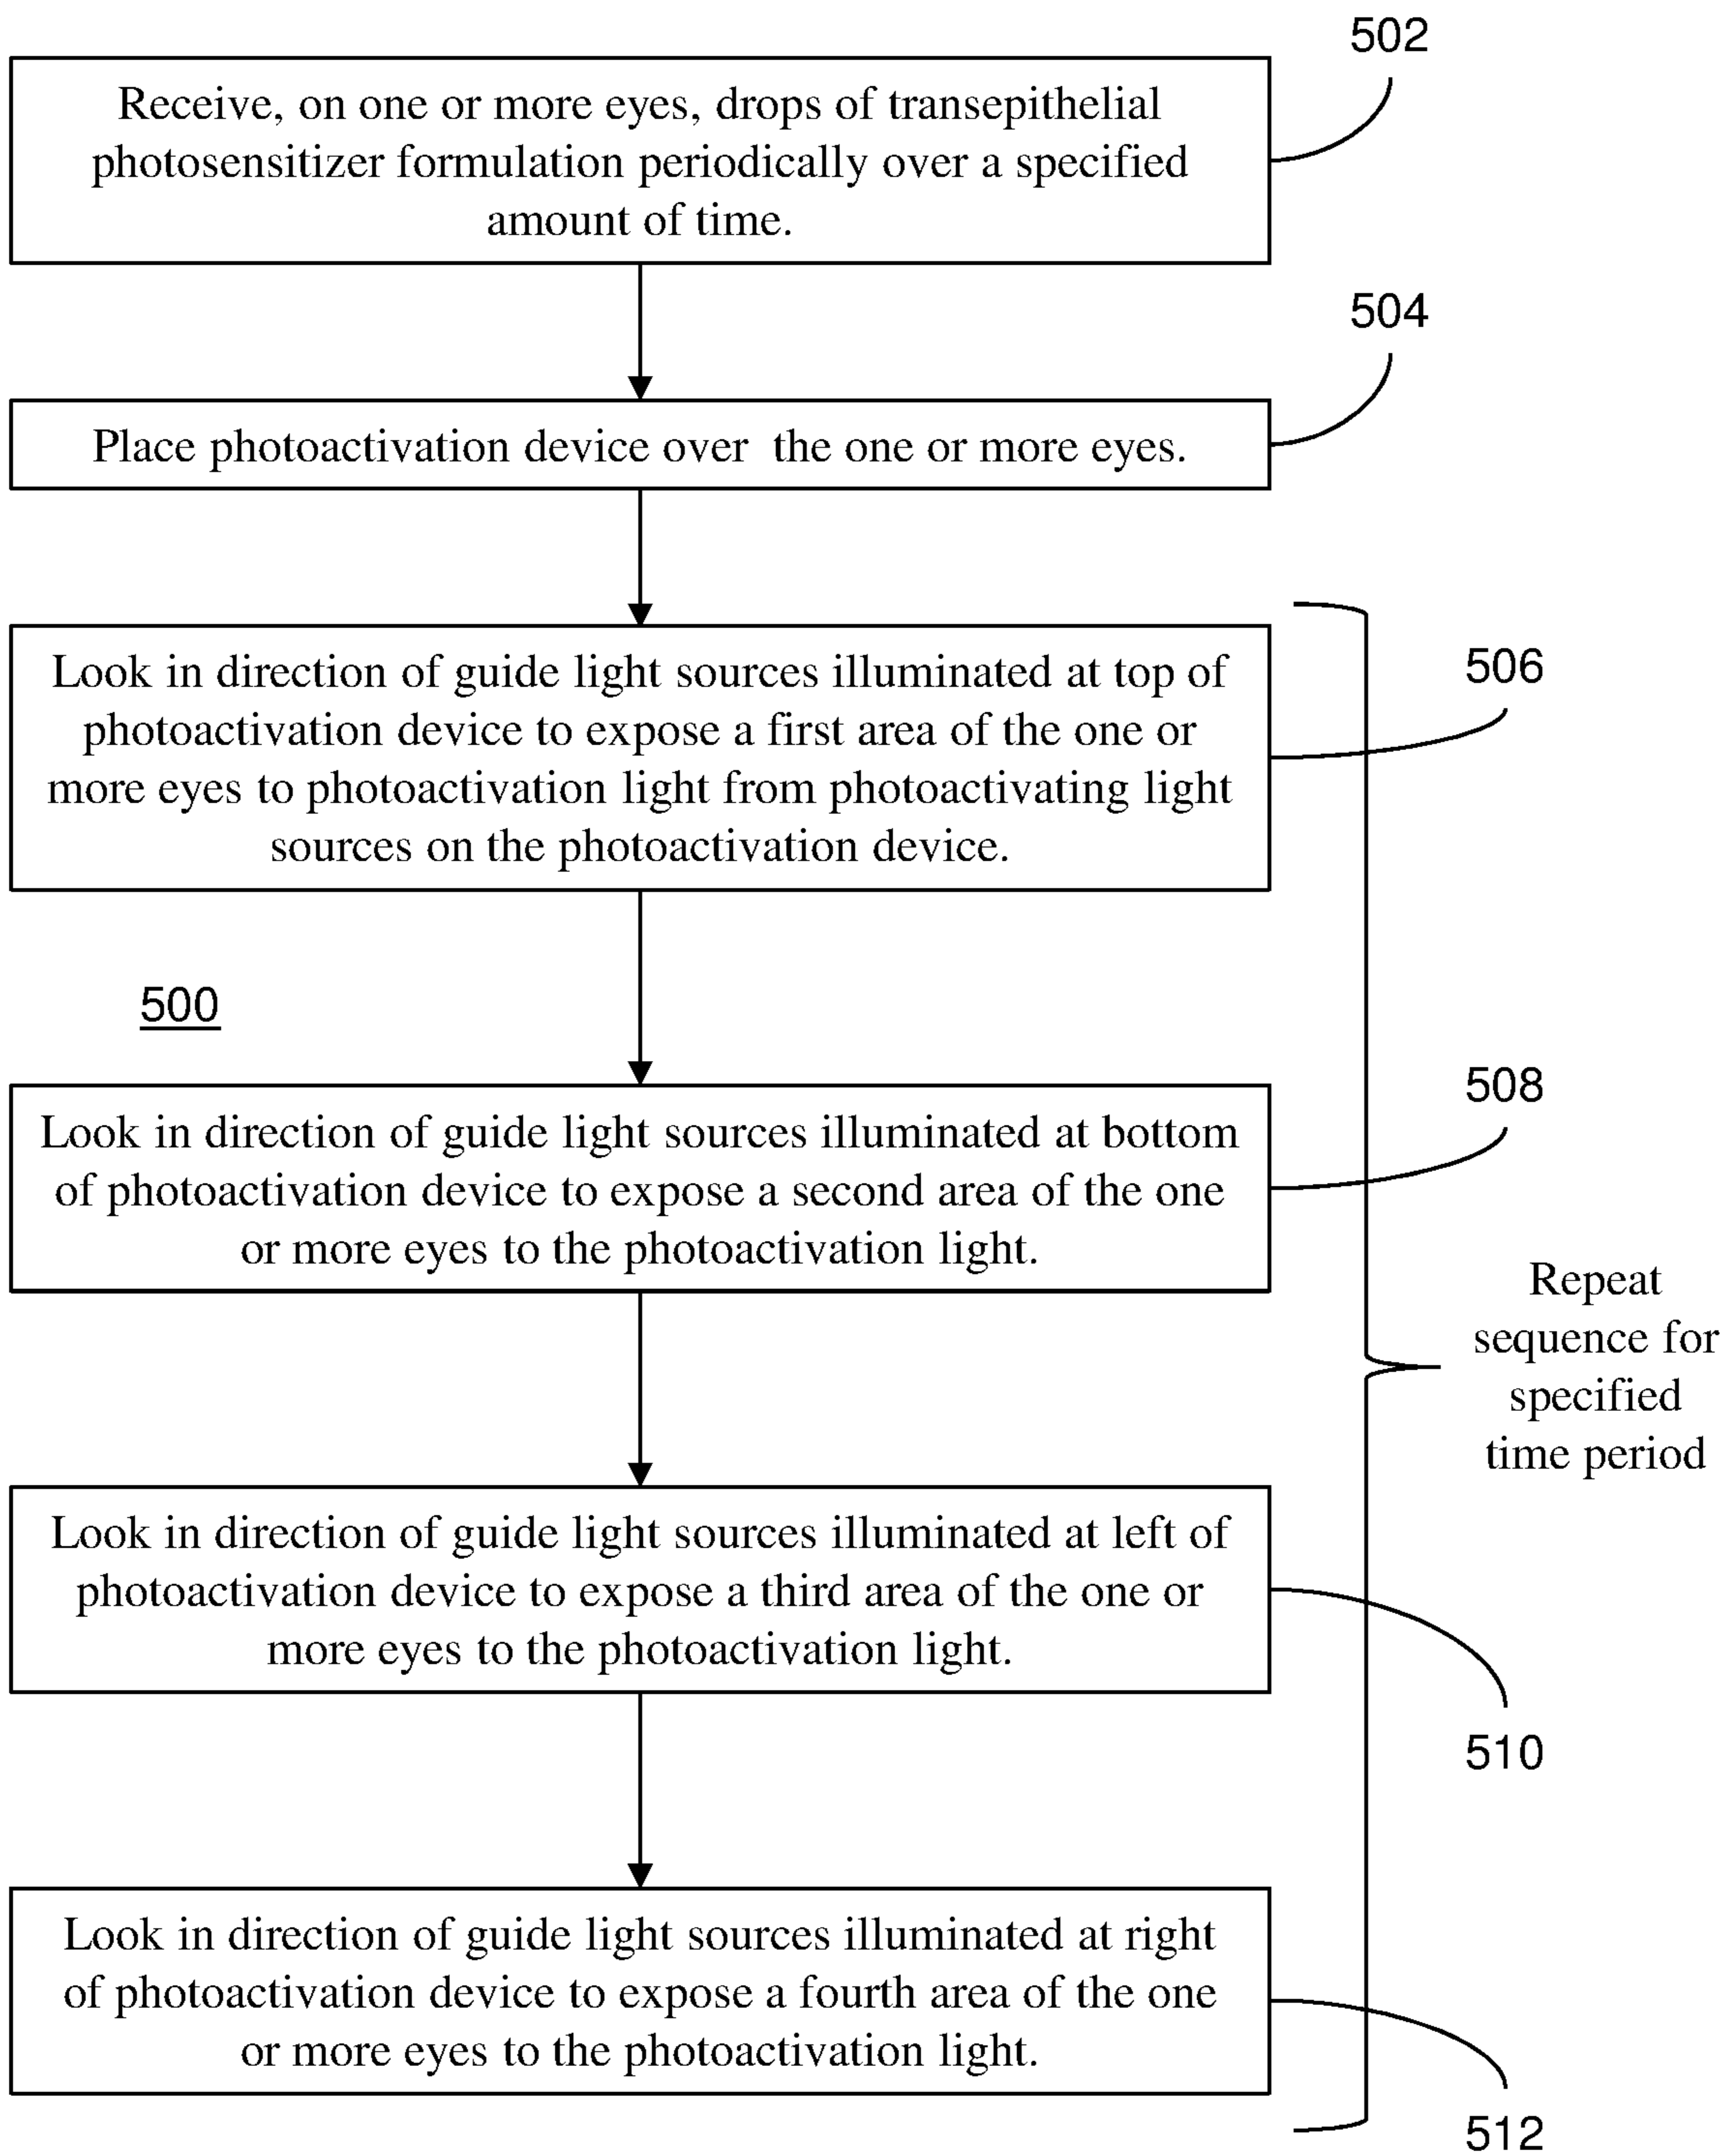 502
Receive, on one or more eyes, drops of transepithelial
photosensitizer formulation periodically over a specified
amount of time.
504
Place photoactivation device over the one or more eyes.
506
Look in direction of guide light sources illuminated at top of
photoactivation device to expose a first area of the one or
more eyes to photoactivation light from photoactivating light
sources on the photoactivation device.
500
508
Look in direction of guide light sources illuminated at bottom
of photoactivation device to expose a second area of the one
or more eyes to the photoactivation light.
Repeat
sequence for
specified
time period
Look in direction of guide light sources illuminated at left of
photoactivation device to expose a third area of the one or
more eyes to the photoactivation light.
510
Look in direction of guide light sources illuminated at right
of photoactivation device to expose a fourth area of the one
or more eyes to the photoactivation light.
512